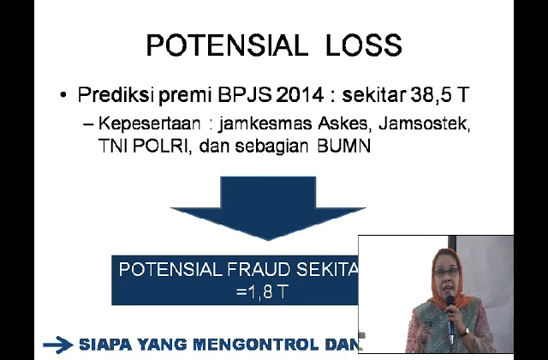 POTENSIAL LOSS
• Prediksi premi BPJS 2014 : sekitar 38,5 T
– Kepesertaan : jamkesmas Askes, Jamsostek,
TNI POLRI, dan sebagian BUMN
POTENSIAL FRAUD
=1,8 T
SIAPA YANG MENGONTROL DAN